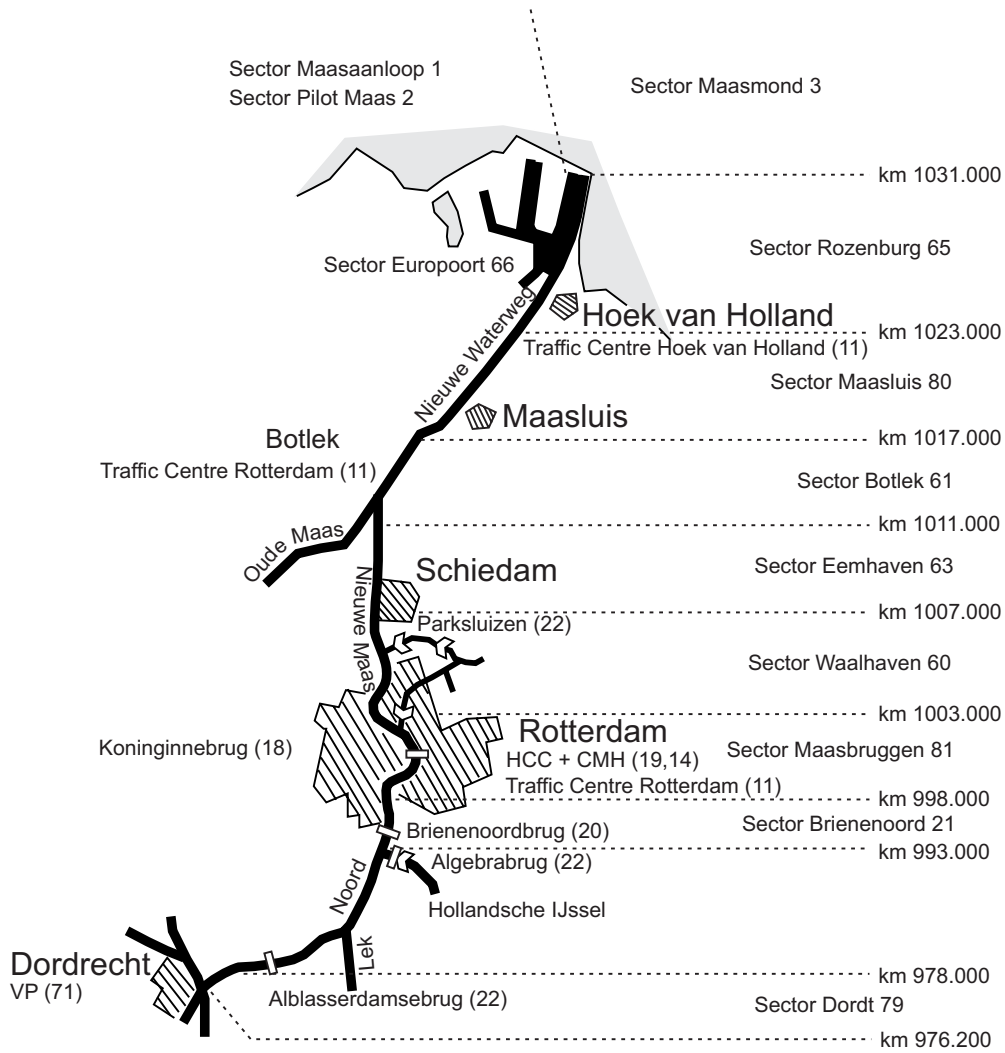 Sector Maasaanloop 1
Sector Pilot Maas 2
Sector Maasmond 3
km 1031.000
Sector Rozenburg 65
Sector Europoort 66
Nieuwe Waterweg
Hoek van Holland
km 1023.000
Traffic Centre Hoek van Holland (11)
Sector Maasluis 80
Maasluis
Botlek
km 1017.000
Traffic Centre Rotterdam (11)
Sector Botlek 61
km 1011.000
Oude Maas
Nieuwe Maas
Schiedam
Sector Eemhaven 63
km 1007.000
Parksluizen (22)
Sector Waalhaven 60
km 1003.000
Rotterdam
Koninginnebrug (18)
HCC + CMH (19,14)
Sector Maasbruggen 81
Traffic Centre Rotterdam (11)
km 998.000
Sector Brienenoord 21
Brienenoordbrug (20)
km 993.000
Algebrabrug (22)
Noord
Hollandsche IJssel
Lek
Dordrecht
VP (71)
km 978.000
Alblasserdamsebrug (22)
Sector Dordt 79
km 976.200